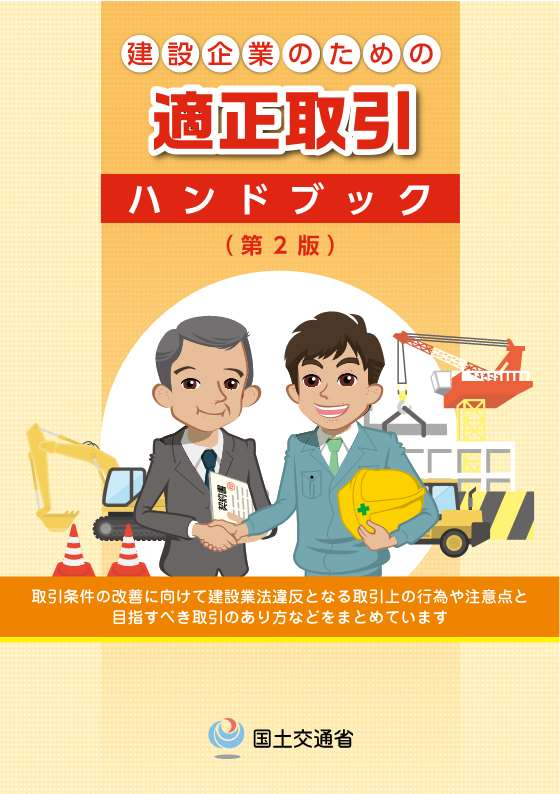 建設企業のための
適正取引
ハンドブック
（第2版）
契約書
取引条件の改善に向けて建設業法違反となる取引上の行為や注意点と
目指すべき取引のあり方などをまとめています
国土交通省